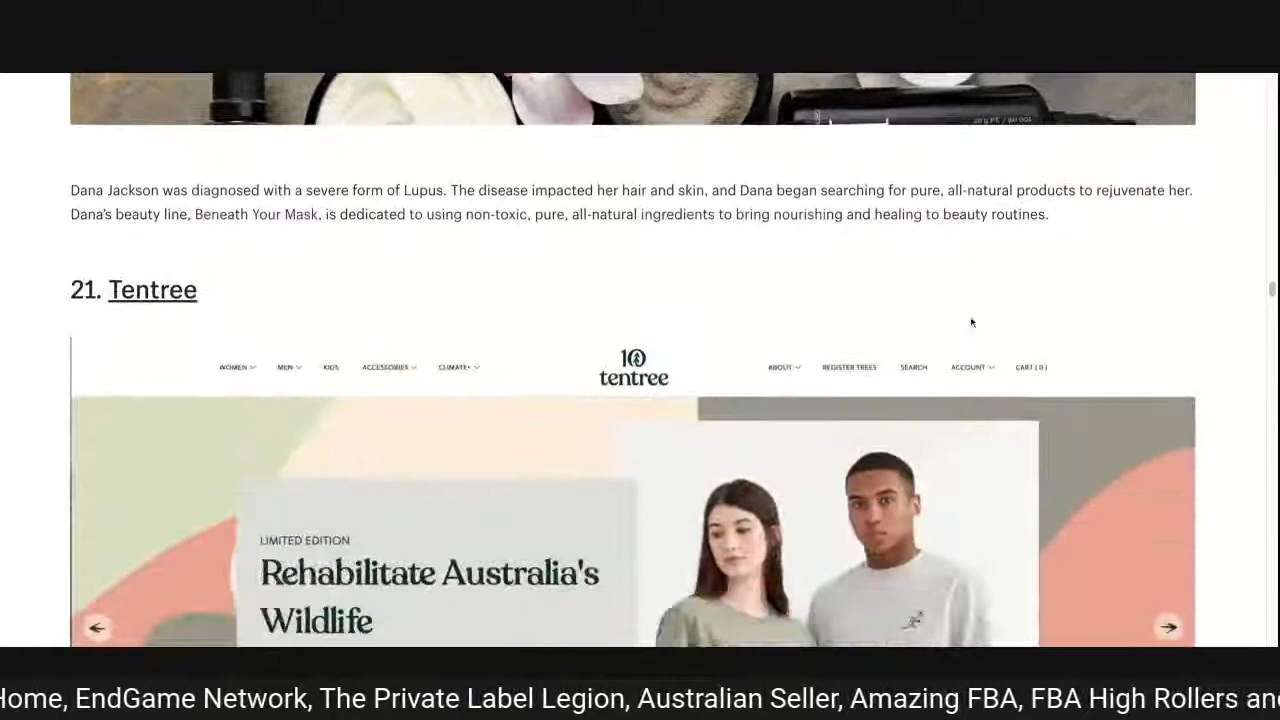 Dana Jackson was diagnosed with a severe form of Lupus. The disease impacted her hair and skin, and Dana began searching for pure, all-natural products to rejuvenate her.
Dana's beauty line, Beneath Your Mask, is dedicated to using non-toxic, pure, all-natural ingredients to bring nourishing and healing to beauty routines.
21. Tentree
WOMEN MEN KIDS ACCESSORIES CLIMATE+ 10 tentree ABOUT REGISTER TREES SEARCH ACCOUNT CART ( 0 )
LIMITED EDITION
Rehabilitate Australia's
Wildlife
Home, EndGame Network, The Private Label Legion, Australian Seller, Amazing FBA, FBA High Rollers and